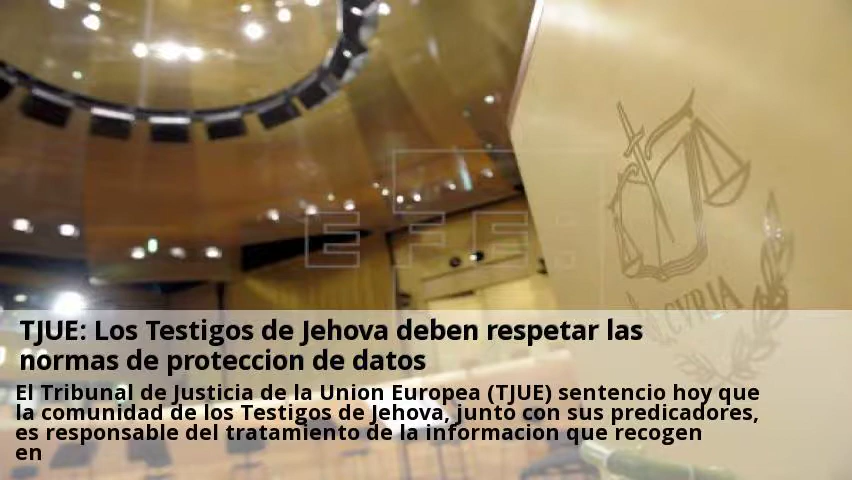 EFE:
CVRIA
TJUE: Los Testigos de Jehova deben respetar las
normas de proteccion de datos
El Tribunal de Justicia de la Union Europea (TJUE) sentencio hoy que
la comunidad de los Testigos de Jehova, junto con sus predicadores,
es responsable del tratamiento de la informacion que recogen
en